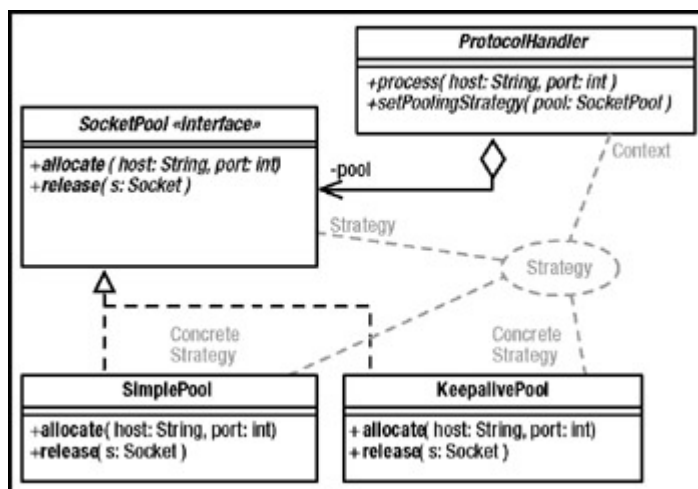 ProtocolHandler
+process( host: String, port: int )
+setPoolingStrategy( pool: SocketPool )
SocketPool «Interface»
+allocate ( host: String, port: int)
+release( s: Socket )
-pool
Context
Strategy
Strategy
Concrete
Strategy
Concrete
Strategy
SimplePool
+allocate( host: String, port: int)
+release( s: Socket )
KeepalivePool
+ allocate( host: String, port: int)
+release( s: Socket )